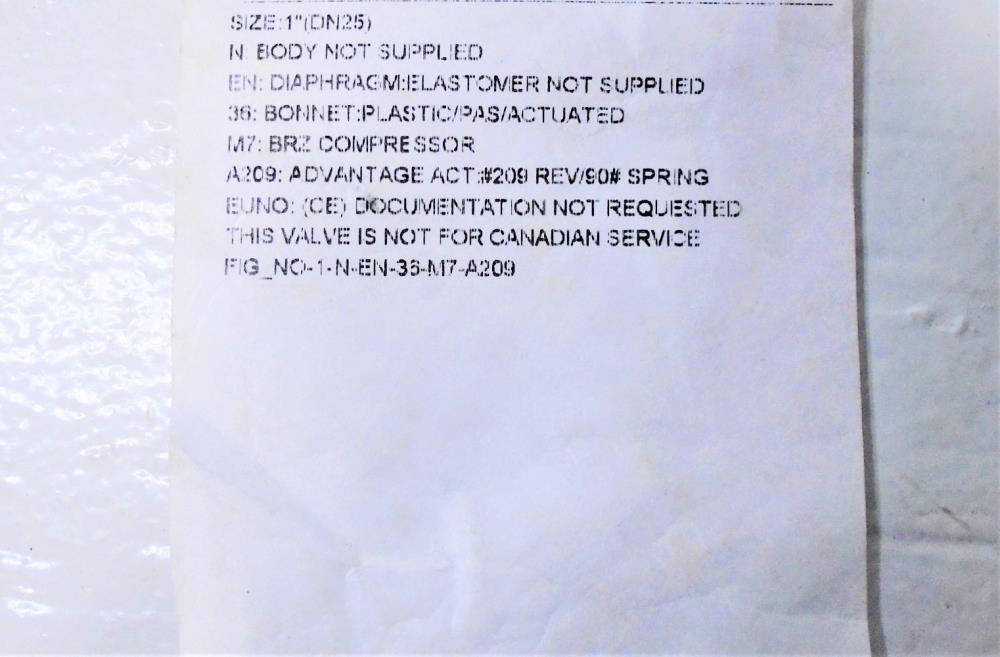 SIZE:1"(DN25)
N: BODY NOT SUPPLIED
EN: DIAPHRAGM:ELASTOMER NOT SUPPLIED
36: BONNET:PLASTIC/PAS/ACTUATED
M7: BRZ COMPRESSOR
A209: ADVANTAGE ACT:#209 REV/90# SPRING
EUNO: (CE) DOCUMENTATION NOT REQUESTED
THIS VALVE IS NOT FOR CANADIAN SERVICE
FIG_NO-1-N-EN-36-M7-A209